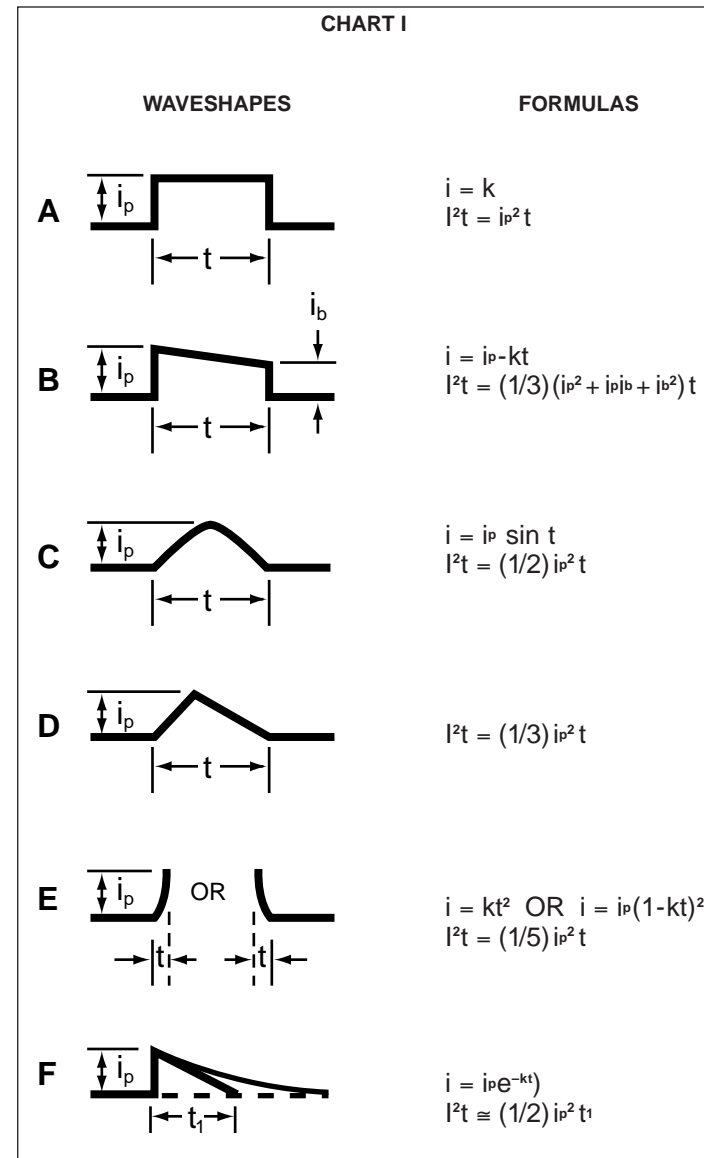 CHART I
WAVESHAPES FORMULAS
A
iₚ
t
i = k
I²t = iₚ² t
B
iₚ
i_b
t
i = iₚ-kt
I²t = (1/3)(iₚ² + iₚi_b + i_b²) t
C
iₚ
t
i = iₚ sin t
I²t = (1/2) iₚ² t
D
iₚ
t
I²t = (1/3) iₚ² t
E
iₚ
OR
t
t
i = kt² OR i = iₚ(1-kt)²
I²t = (1/5) iₚ² t
F
iₚ
t₁
i = iₚe⁻ᵏᵗ)
I²t ≅ (1/2) iₚ² t₁